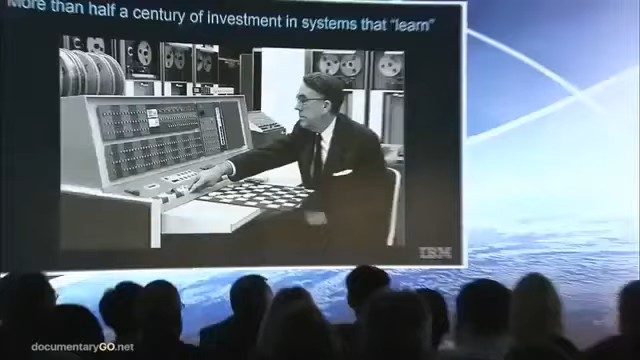 More than half a century of investment in systems that "learn"
IBM
documentaryGO.net